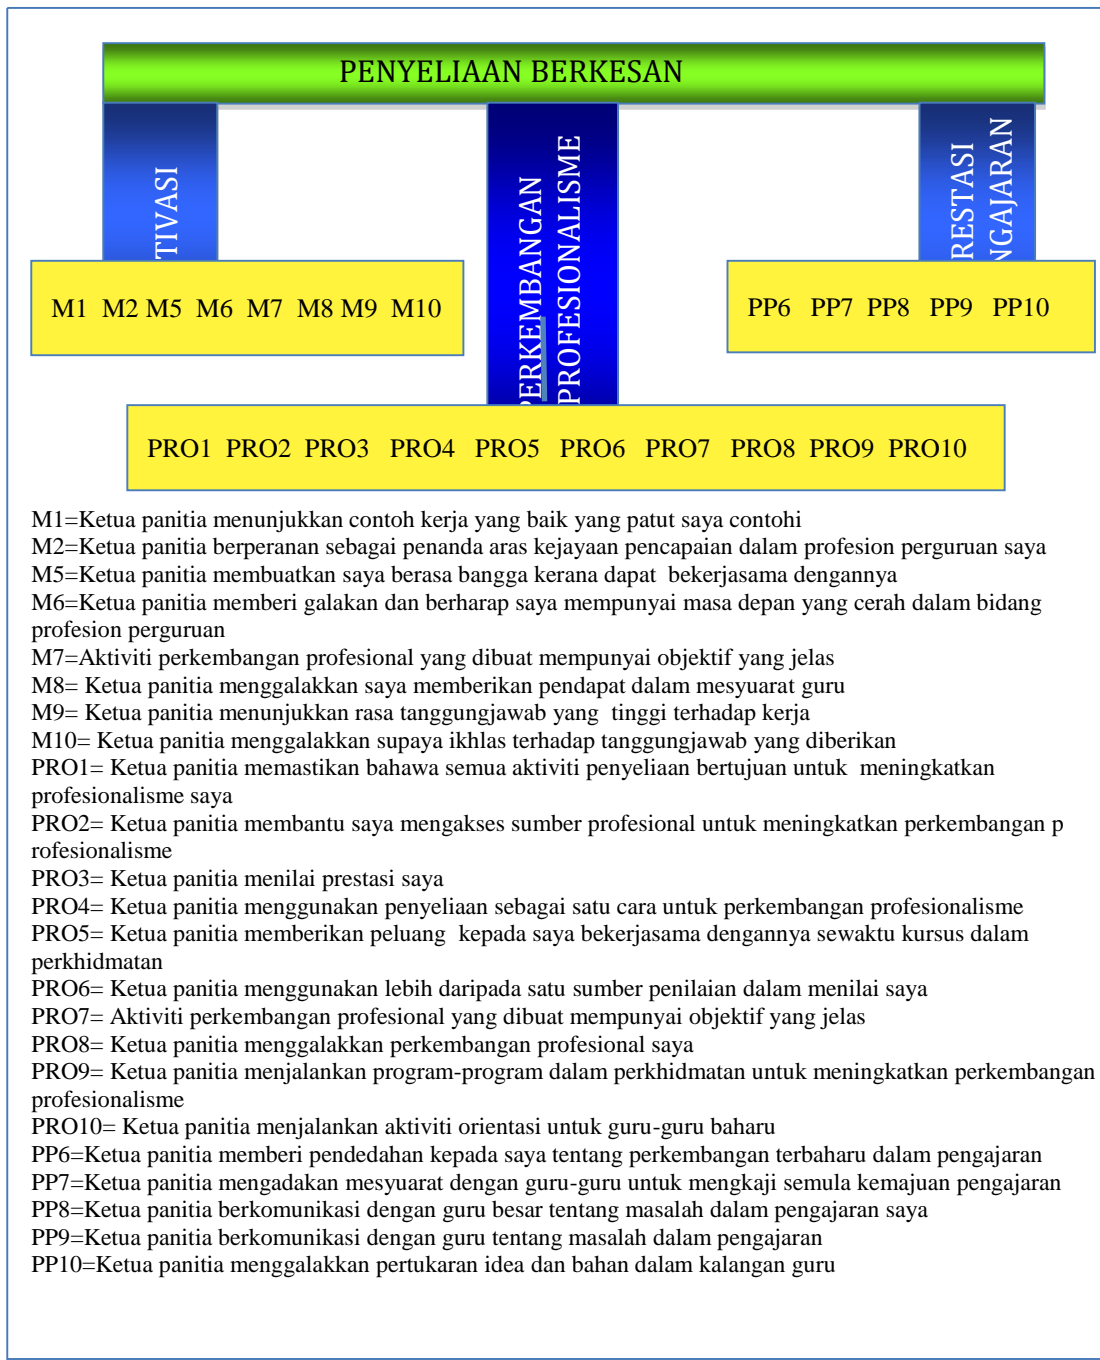 PENYELIAAN BERKESAN
TIVASI
PERKEMBANGAN
PROFESIONALISME
RESTASI
NGAJARAN
M1 M2 M5 M6 M7 M8 M9 M10
PP6 PP7 PP8 PP9 PP10
PRO1 PRO2 PRO3 PRO4 PRO5 PRO6 PRO7 PRO8 PRO9 PRO10
M1=Ketua panitia menunjukkan contoh kerja yang baik yang patut saya contohi
M2=Ketua panitia berperanan sebagai penanda aras kejayaan pencapaian dalam profesion perguruan saya
M5=Ketua panitia membuatkan saya berasa bangga kerana dapat bekerjasama dengannya
M6=Ketua panitia memberi galakan dan berharap saya mempunyai masa depan yang cerah dalam bidang
profesion perguruan
M7=Aktiviti perkembangan profesional yang dibuat mempunyai objektif yang jelas
M8= Ketua panitia menggalakkan saya memberikan pendapat dalam mesyuarat guru
M9= Ketua panitia menunjukkan rasa tanggungjawab yang tinggi terhadap kerja
M10= Ketua panitia menggalakkan supaya ikhlas terhadap tanggungjawab yang diberikan
PRO1= Ketua panitia memastikan bahawa semua aktiviti penyeliaan bertujuan untuk meningkatkan
profesionalisme saya
PRO2= Ketua panitia membantu saya mengakses sumber profesional untuk meningkatkan perkembangan p
rofesionalisme
PRO3= Ketua panitia menilai prestasi saya
PRO4= Ketua panitia menggunakan penyeliaan sebagai satu cara untuk perkembangan profesionalisme
PRO5= Ketua panitia memberikan peluang kepada saya bekerjasama dengannya sewaktu kursus dalam
perkhidmatan
PRO6= Ketua panitia menggunakan lebih daripada satu sumber penilaian dalam menilai saya
PRO7= Aktiviti perkembangan profesional yang dibuat mempunyai objektif yang jelas
PRO8= Ketua panitia menggalakkan perkembangan profesional saya
PRO9= Ketua panitia menjalankan program-program dalam perkhidmatan untuk meningkatkan perkembangan
profesionalisme
PRO10= Ketua panitia menjalankan aktiviti orientasi untuk guru-guru baharu
PP6=Ketua panitia memberi pendedahan kepada saya tentang perkembangan terbaharu dalam pengajaran
PP7=Ketua panitia mengadakan mesyuarat dengan guru-guru untuk mengkaji semula kemajuan pengajaran
PP8=Ketua panitia berkomunikasi dengan guru besar tentang masalah dalam pengajaran saya
PP9=Ketua panitia berkomunikasi dengan guru tentang masalah dalam pengajaran
PP10=Ketua panitia menggalakkan pertukaran idea dan bahan dalam kalangan guru